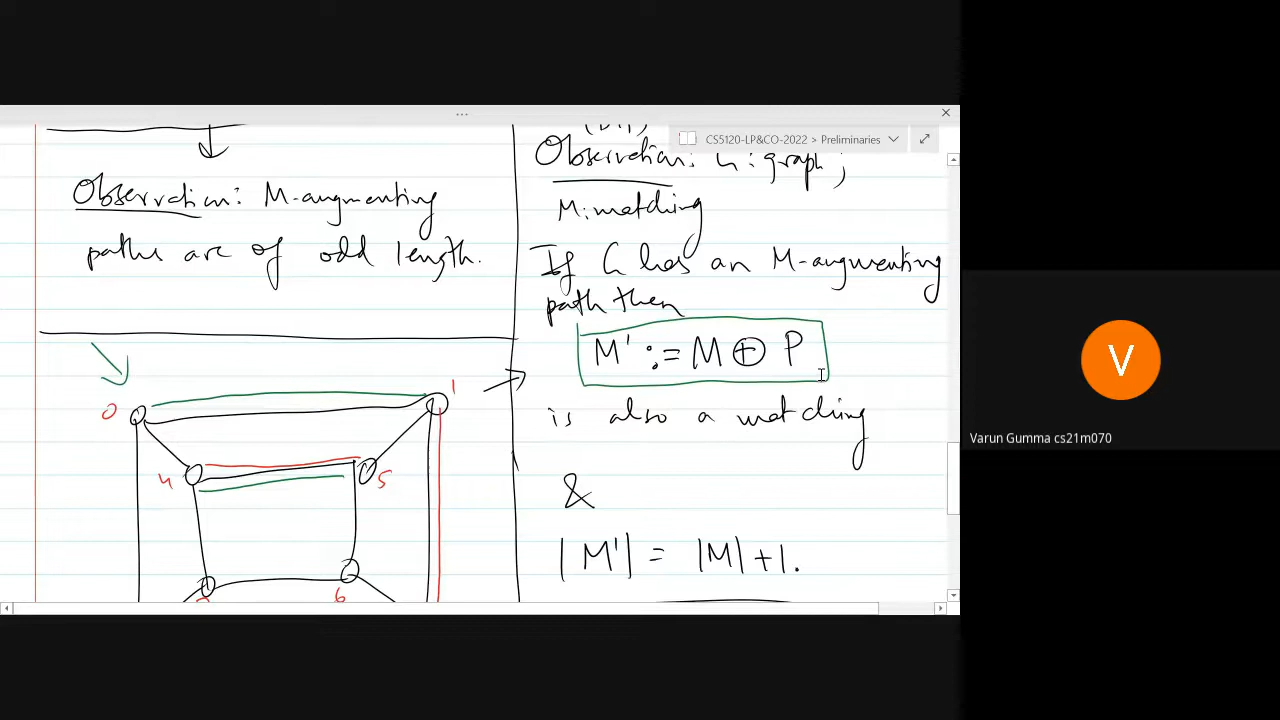 CS5120-LP&CO-2022 > Preliminaries
Observation: M-augmenting
paths are of odd length.
0
1
4
5
6
Observation: G: graph;
M: matching
If G has an M-augmenting
path then
M' := M ⊕ P
is also a matching
&
|M'| = |M|+1.
V
Varun Gumma cs21m070